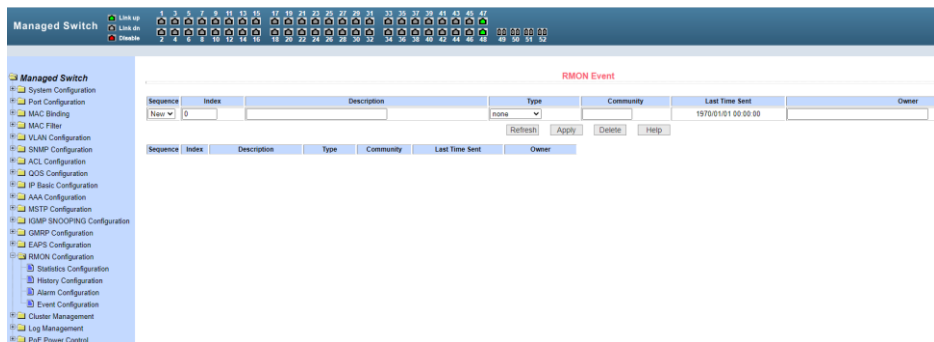 Managed Switch
Link up
Link dn
Disable
1 3 5 7 9 11 13 15 17 19 21 23 25 27 29 31 33 35 37 39 41 43 45 47
2 4 6 8 10 12 14 16 18 20 22 24 26 28 30 32 34 36 38 40 42 44 46 48 49 50 51 52
Managed Switch
System Configuration
Port Configuration
MAC Binding
MAC Filter
VLAN Configuration
SNMP Configuration
ACL Configuration
QOS Configuration
IP Basic Configuration
AAA Configuration
MSTP Configuration
IGMP SNOOPING Configuration
GMRP Configuration
EAPS Configuration
RMON Configuration
Statistics Configuration
History Configuration
Alarm Configuration
Event Configuration
Cluster Management
Log Management
PoE Power Control
RMON Event
Sequence Index Description Type Community Last Time Sent Owner
New 0 none 1970/01/01 00:00:00
Refresh Apply Delete Help
Sequence Index Description Type Community Last Time Sent Owner